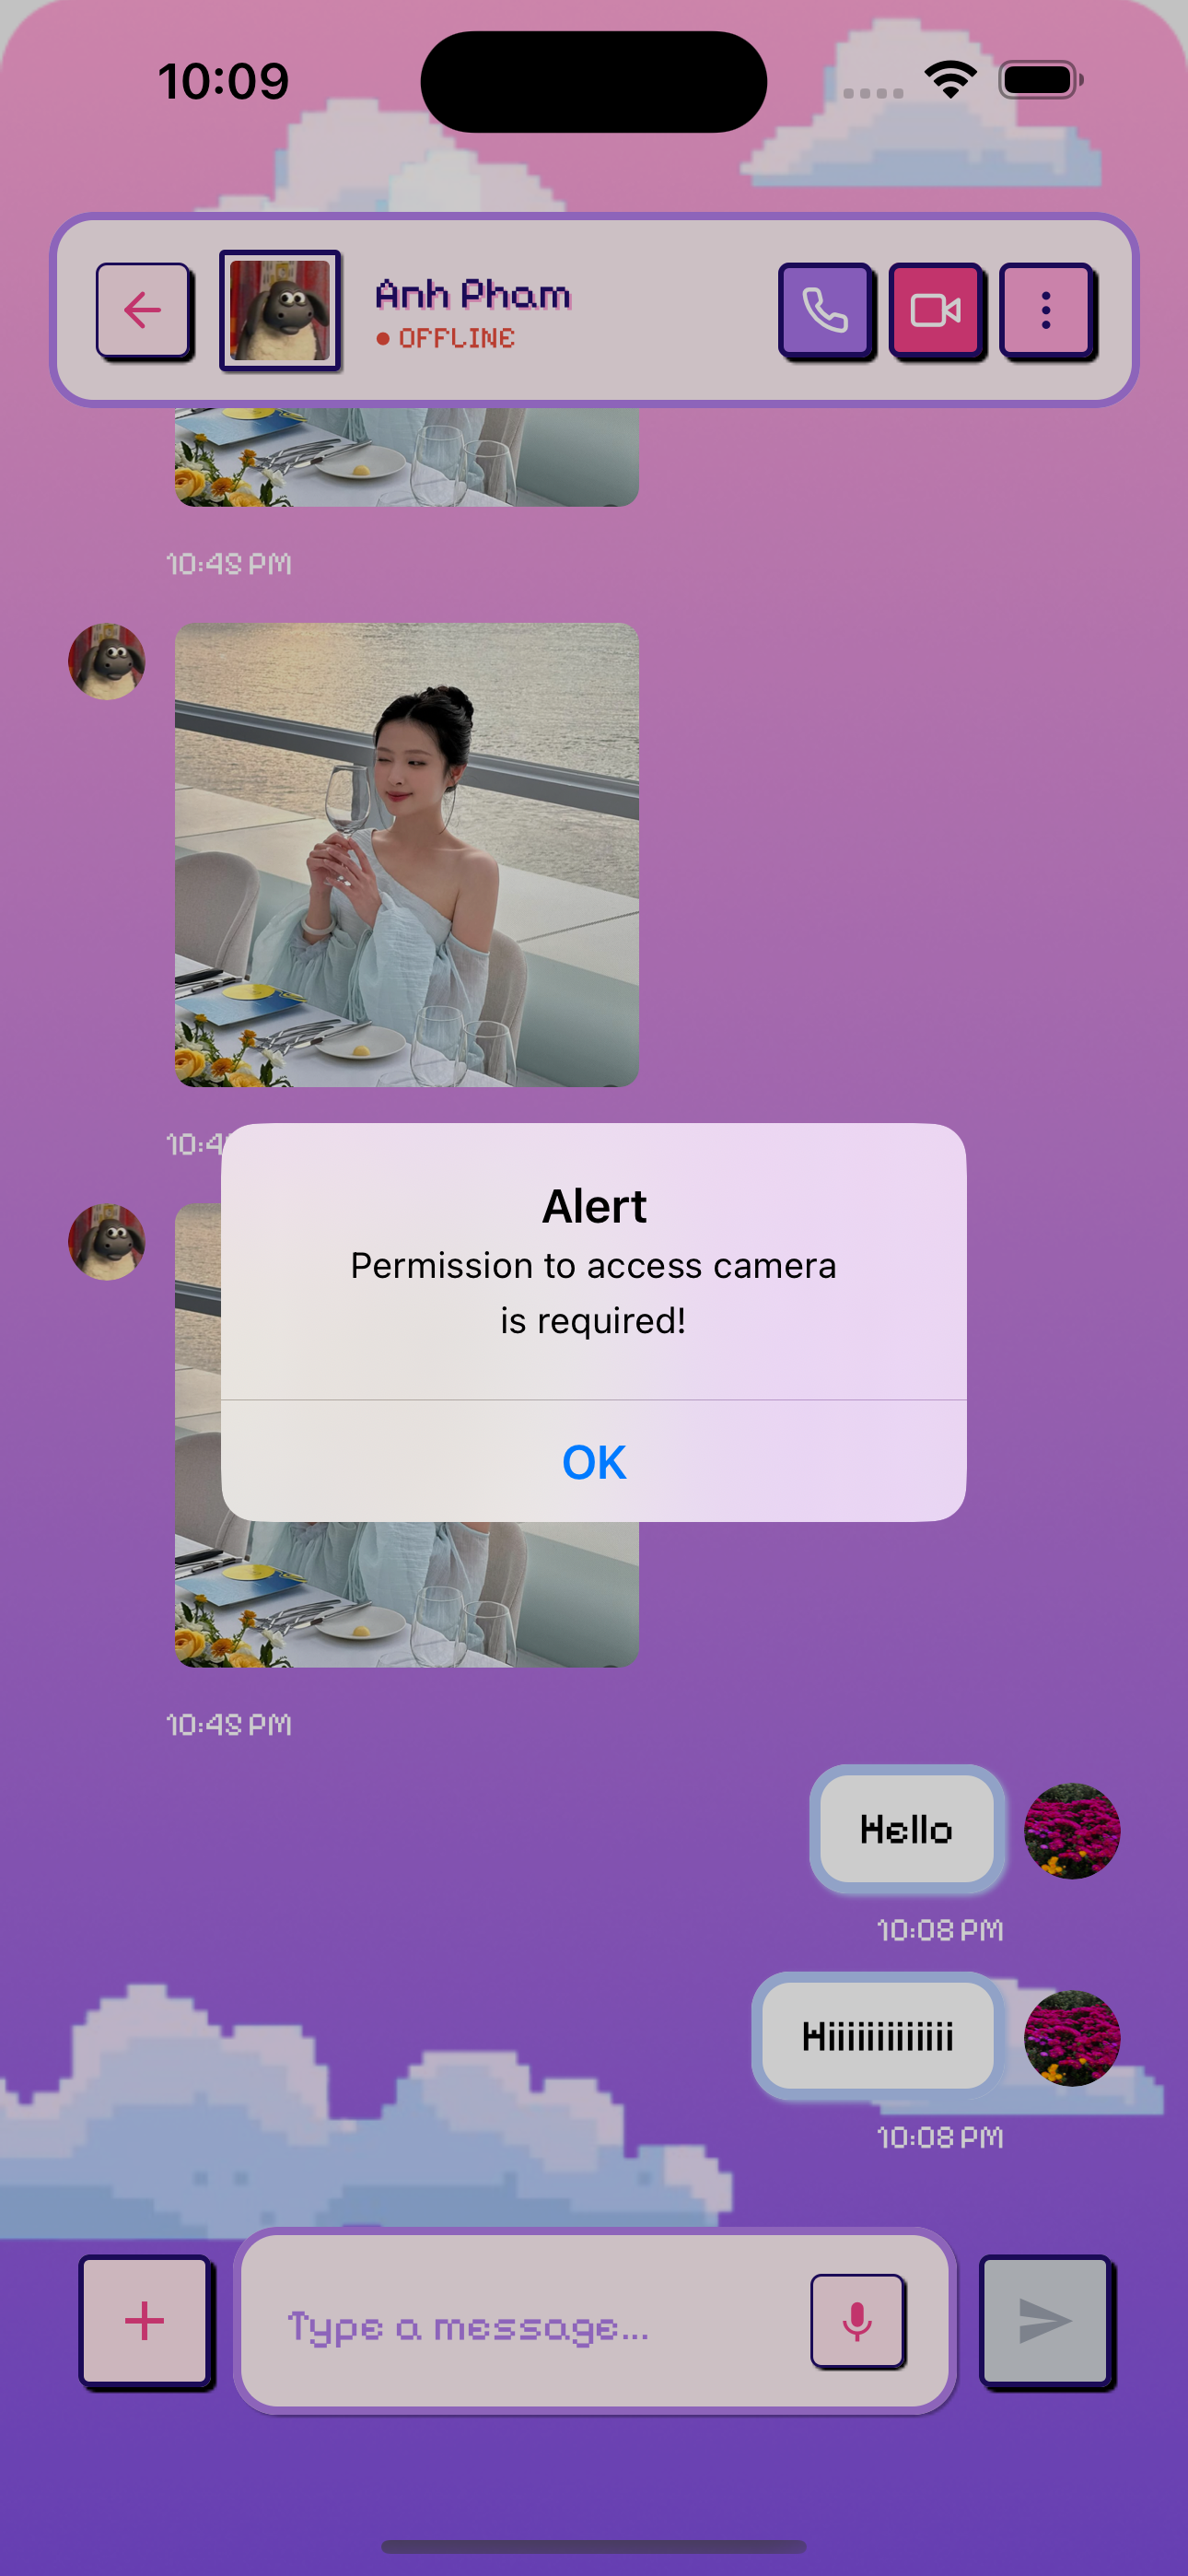 10:09
Anh Pham
OFFLINE
10:48 PM
10:4
Alert
Permission to access camera
is required!
OK
10:48 PM
Hello
10:08 PM
Hiiiiiiiiiiiiii
10:08 PM
Type a message...